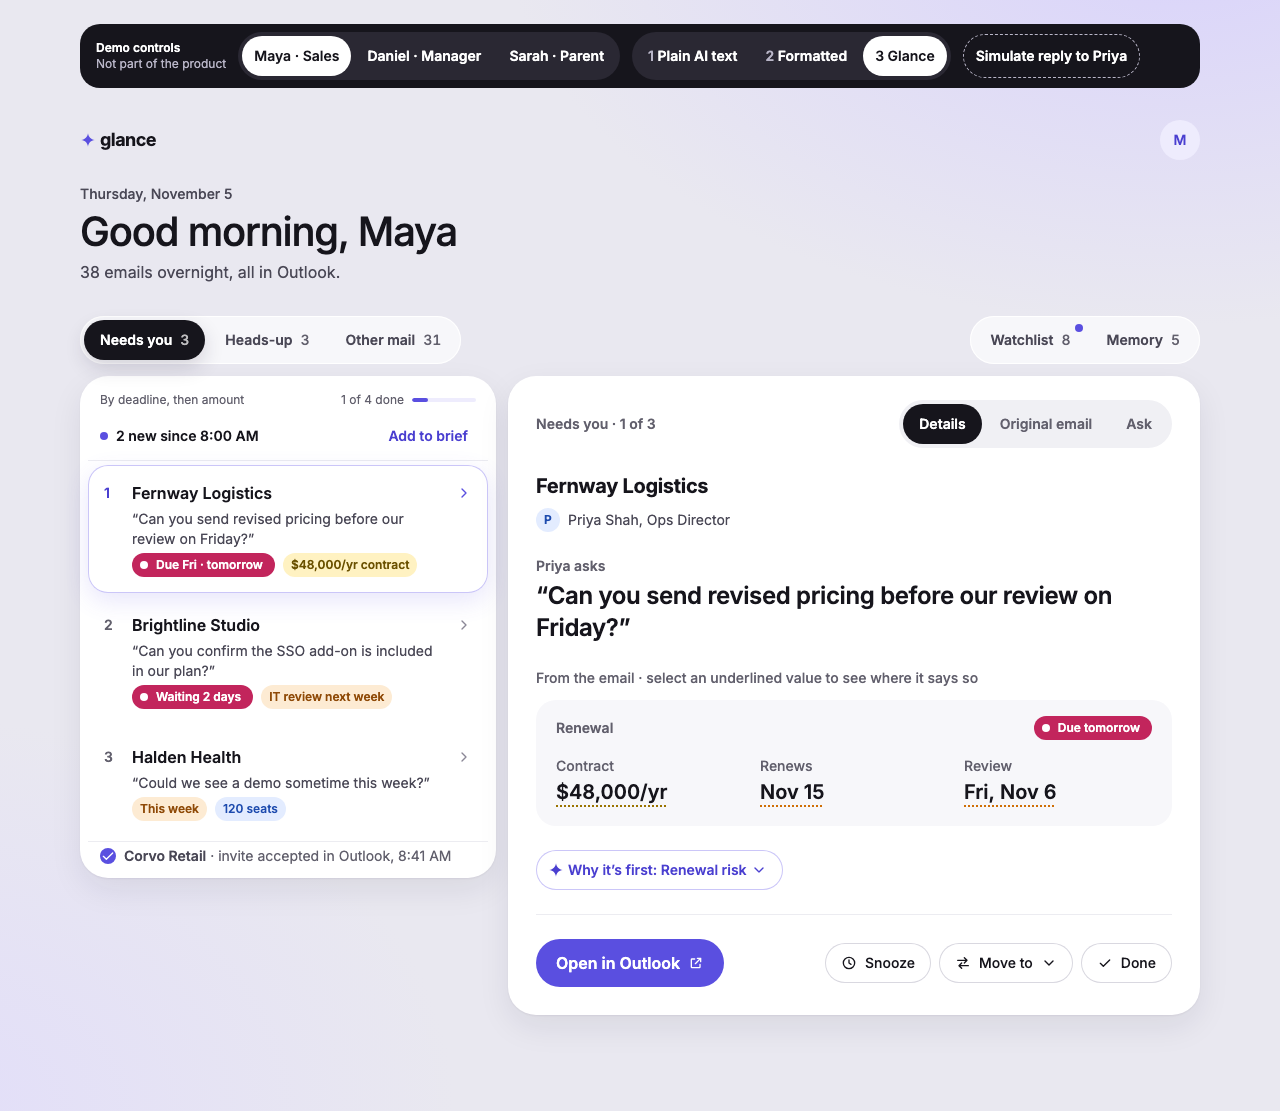 Demo controls
Not part of the product
Maya · Sales
Daniel · Manager
Sarah · Parent
1 Plain AI text
2 Formatted
3 Glance
Simulate reply to Priya
glance
M
Thursday, November 5
Good morning, Maya
38 emails overnight, all in Outlook.
Needs you 3
Heads-up 3
Other mail 31
Watchlist 8
Memory 5
By deadline, then amount
1 of 4 done
2 new since 8:00 AM
Add to brief
1 Fernway Logistics
“Can you send revised pricing before our
review on Friday?”
Due Fri · tomorrow
$48,000/yr contract
2 Brightline Studio
“Can you confirm the SSO add-on is included
in our plan?”
Waiting 2 days
IT review next week
3 Halden Health
“Could we see a demo sometime this week?”
This week
120 seats
Corvo Retail · invite accepted in Outlook, 8:41 AM
Needs you · 1 of 3
Details
Original email
Ask
Fernway Logistics
P Priya Shah, Ops Director
Priya asks
“Can you send revised pricing before our review on
Friday?”
From the email · select an underlined value to see where it says so
Renewal
Due tomorrow
Contract
$48,000/yr
Renews
Nov 15
Review
Fri, Nov 6
Why it’s first: Renewal risk
Open in Outlook
Snooze
Move to
Done